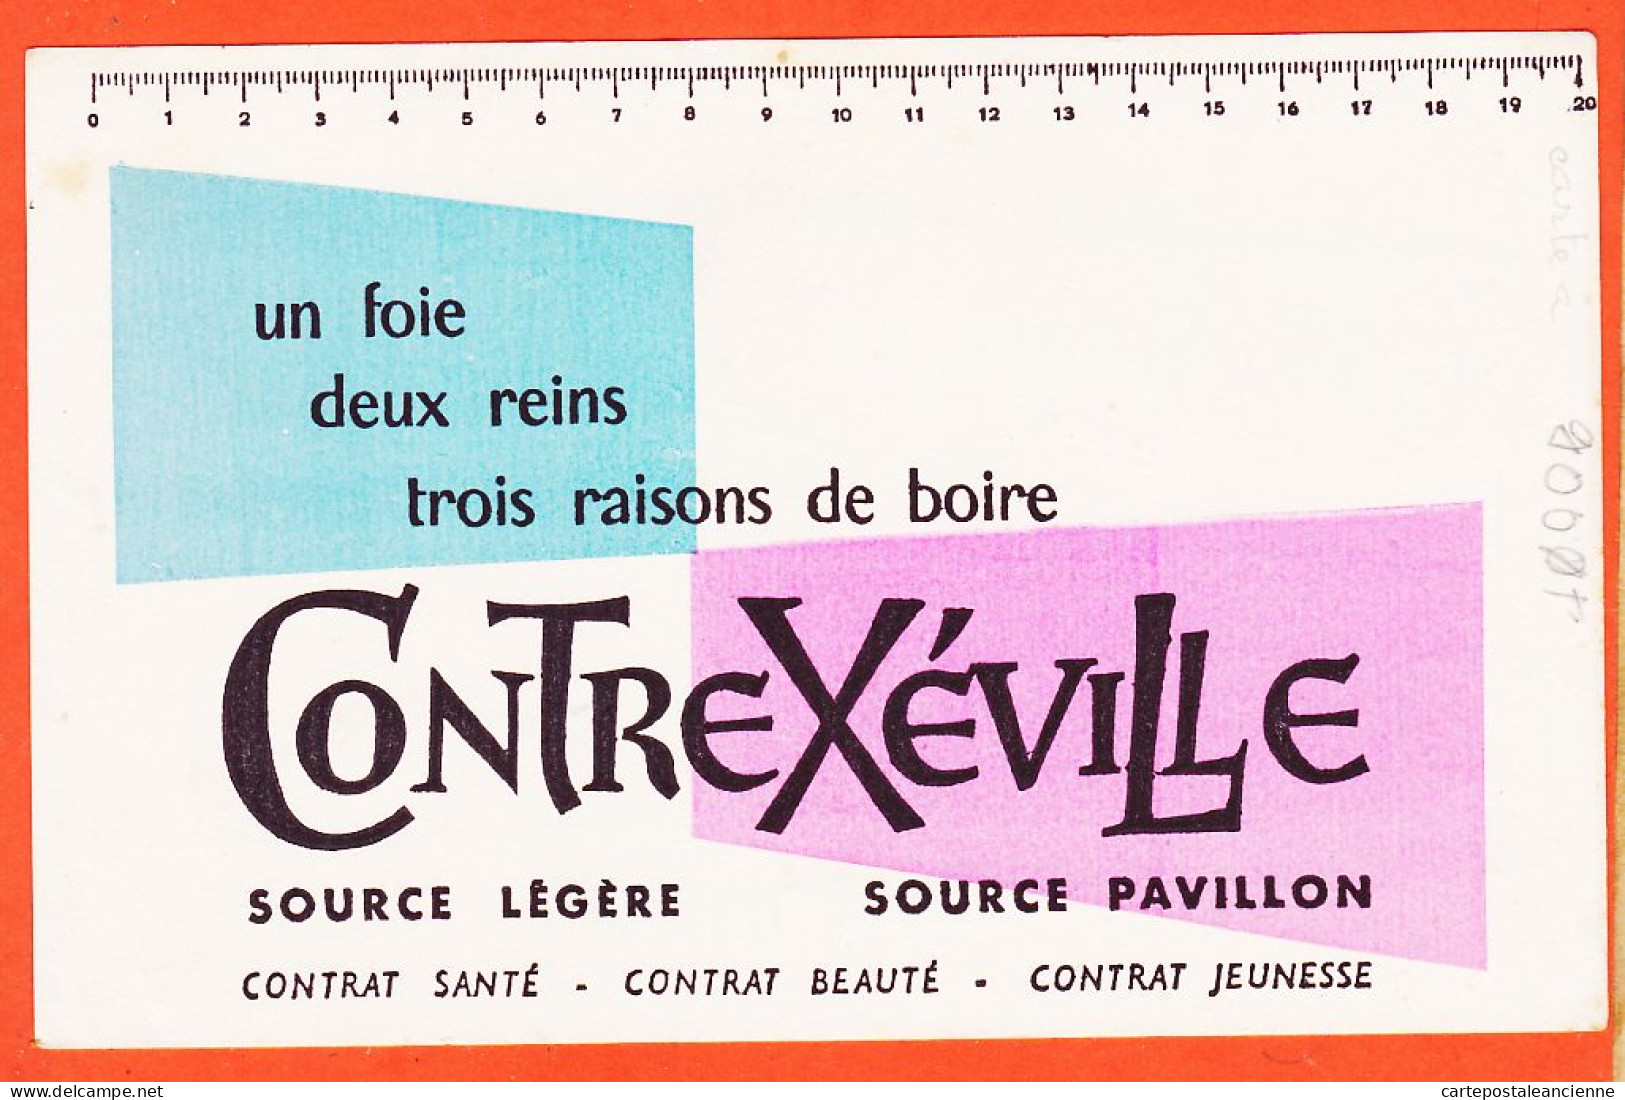 0 1 2 3 4 5 6 7 8 9 10 11 12 13 14 15 16 17 18 19 20
un foie
deux reins
trois raisons de boire
CONTREXÉVILLE
SOURCE LÉGÈRE SOURCE PAVILLON
CONTRAT SANTÉ - CONTRAT BEAUTÉ - CONTRAT JEUNESSE
carte a
cartepostaleancienne